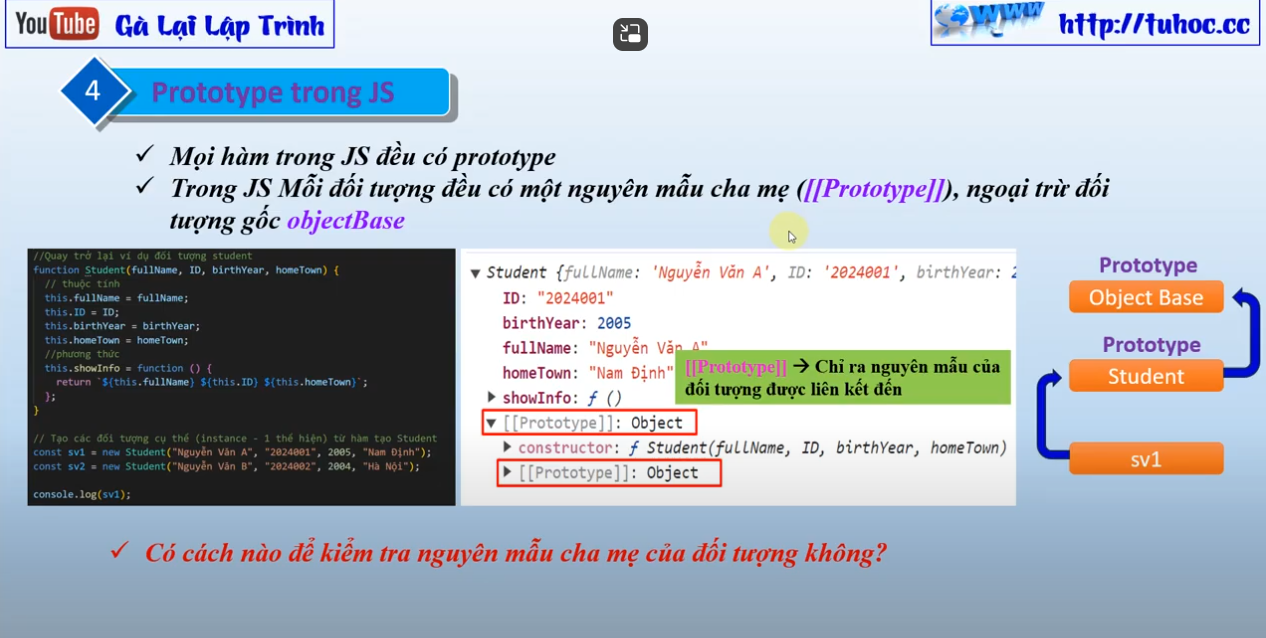 YouTube Gà Lại Lập Trình
WWW http://tuhoc.cc
4 Prototype trong JS
✓ Mọi hàm trong JS đều có prototype
✓ Trong JS Mỗi đối tượng đều có một nguyên mẫu cha mẹ ([[Prototype]]), ngoại trừ đối
tượng gốc objectBase
//Quay trở lại ví dụ đối tượng student
function Student(fullName, ID, birthYear, homeTown) {
// thuộc tính
this.fullName = fullName;
this.ID = ID;
this.birthYear = birthYear;
this.homeTown = homeTown;
//phương thức
this.showInfo = function () {
return `${this.fullName} ${this.ID} ${this.homeTown}`;
};
}
// Tạo các đối tượng cụ thể (instance - 1 thể hiện) từ hàm tạo Student
const sv1 = new Student("Nguyễn Văn A", "2024001", 2005, "Nam Định");
const sv2 = new Student("Nguyễn Văn B", "2024002", 2004, "Hà Nội");
console.log(sv1);
▼ Student {fullName: 'Nguyễn Văn A', ID: '2024001', birthYear: 2
ID: "2024001"
birthYear: 2005
fullName: "Nguyễn Văn A"
homeTown: "Nam Định"
▶ showInfo: ƒ ()
▼ [[Prototype]]: Object
▶ constructor: ƒ Student(fullName, ID, birthYear, homeTown)
▶ [[Prototype]]: Object
[[Prototype]] → Chỉ ra nguyên mẫu của
đối tượng được liên kết đến
Prototype
Object Base
Prototype
Student
sv1
✓ Có cách nào để kiểm tra nguyên mẫu cha mẹ của đối tượng không?